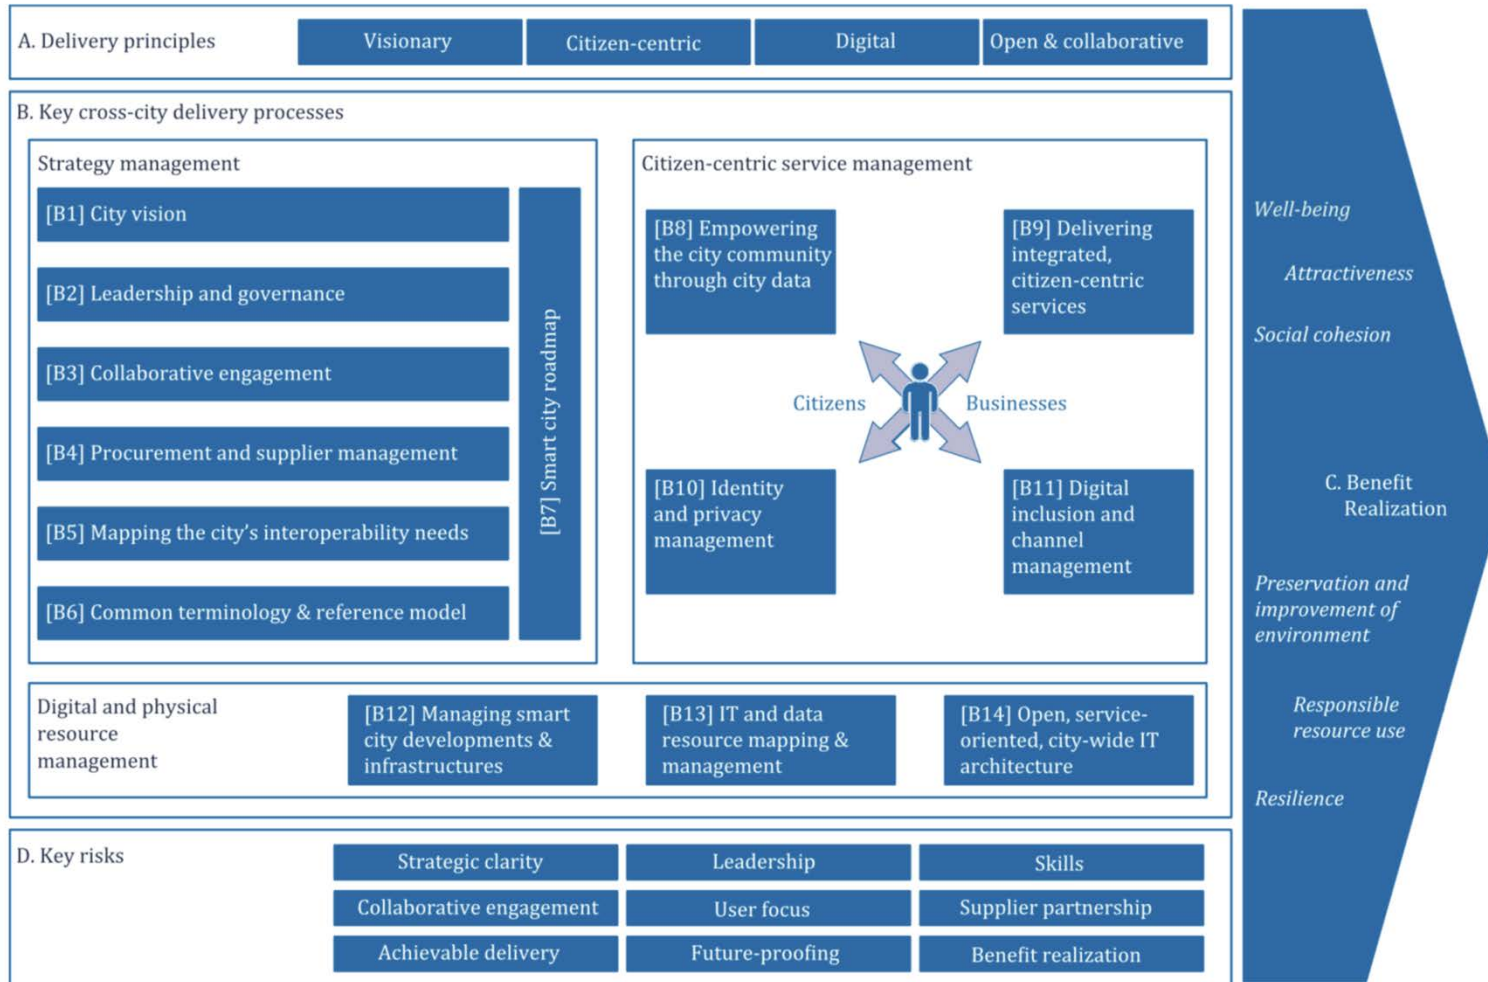 A. Delivery principles
Visionary
Citizen-centric
Digital
Open & collaborative
B. Key cross-city delivery processes
Strategy management
[B1] City vision
[B2] Leadership and governance
[B3] Collaborative engagement
[B4] Procurement and supplier management
[B5] Mapping the city's interoperability needs
[B6] Common terminology & reference model
[B7] Smart city roadmap
Citizen-centric service management
[B8] Empowering
the city community
through city data
[B9] Delivering
integrated,
citizen-centric
services
Citizens
Businesses
[B10] Identity
and privacy
management
[B11] Digital
inclusion and
channel
management
Digital and physical
resource
management
[B12] Managing smart
city developments &
infrastructures
[B13] IT and data
resource mapping &
management
[B14] Open, service-
oriented, city-wide IT
architecture
D. Key risks
Strategic clarity
Leadership
Skills
Collaborative engagement
User focus
Supplier partnership
Achievable delivery
Future-proofing
Benefit realization
Well-being
Attractiveness
Social cohesion
C. Benefit
Realization
Preservation and
improvement of
environment
Responsible
resource use
Resilience